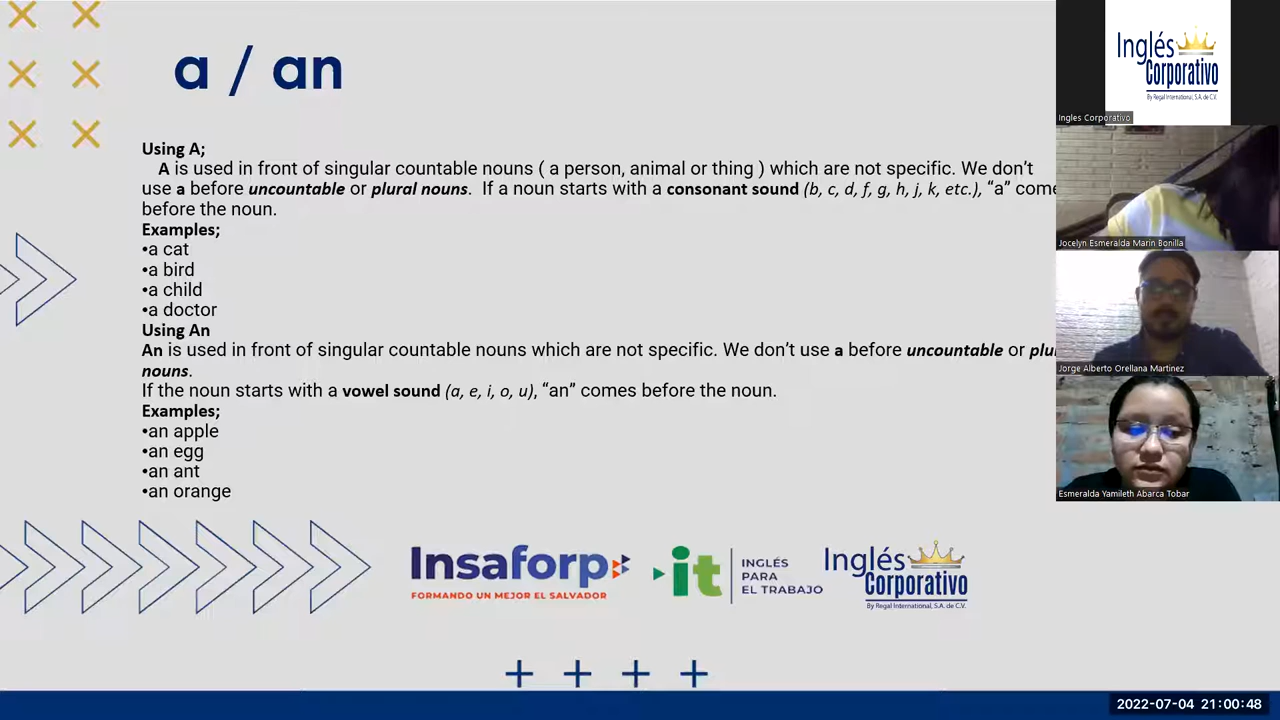 a / an
Using A;
A is used in front of singular countable nouns ( a person, animal or thing ) which are not specific. We don’t
use a before uncountable or plural nouns. If a noun starts with a consonant sound (b, c, d, f, g, h, j, k, etc.), “a” come
before the noun.
Examples;
•a cat
•a bird
•a child
•a doctor
Using An
An is used in front of singular countable nouns which are not specific. We don’t use a before uncountable or plu
nouns.
If the noun starts with a vowel sound (a, e, i, o, u), “an” comes before the noun.
Examples;
•an apple
•an egg
•an ant
•an orange
Insaforp
FORMANDO UN MEJOR EL SALVADOR
it
INGLÉS
PARA
EL TRABAJO
Inglés
Corporativo
By Regal International, S.A. de C.V.
Inglés
Corporativo
By Regal International, S.A. de C.V.
Ingles Corporativo
Jocelyn Esmeralda Marin Bonilla
Jorge Alberto Orellana Martinez
Esmeralda Yamileth Abarca Tobar
2022-07-04 21:00:48